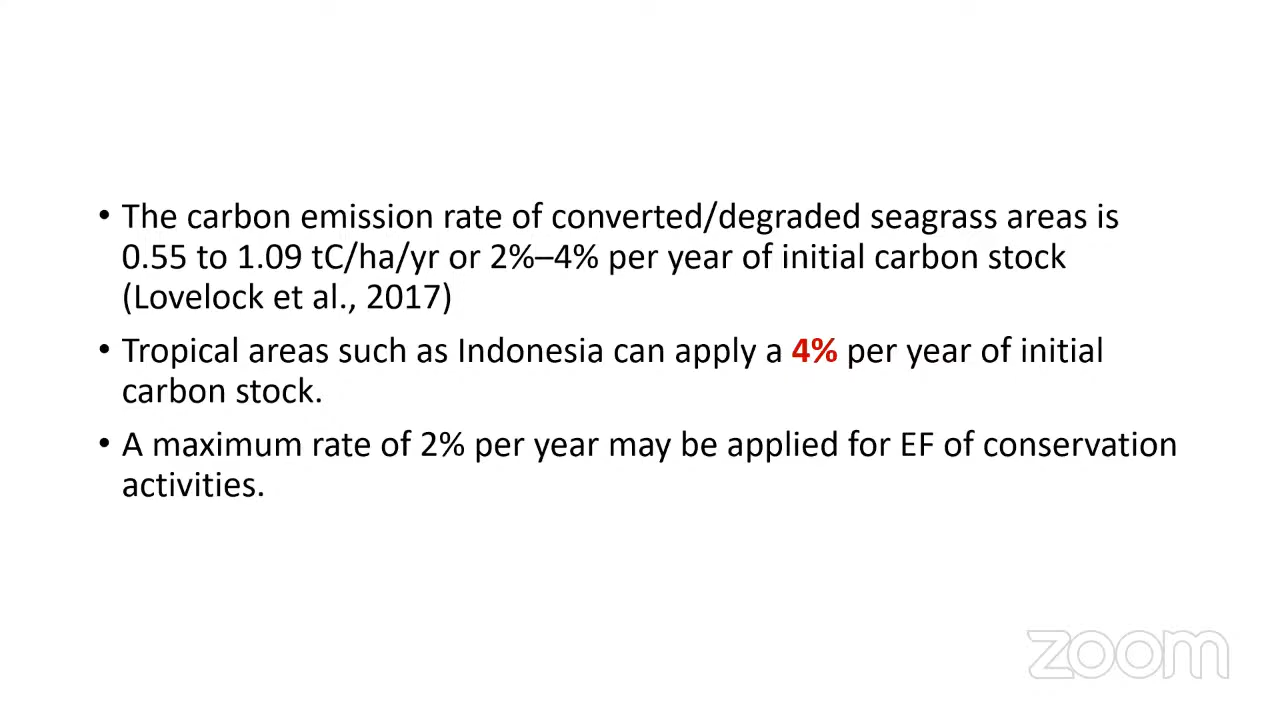 • The carbon emission rate of converted/degraded seagrass areas is
0.55 to 1.09 tC/ha/yr or 2%–4% per year of initial carbon stock
(Lovelock et al., 2017)
• Tropical areas such as Indonesia can apply a 4% per year of initial
carbon stock.
• A maximum rate of 2% per year may be applied for EF of conservation
activities.
zoom